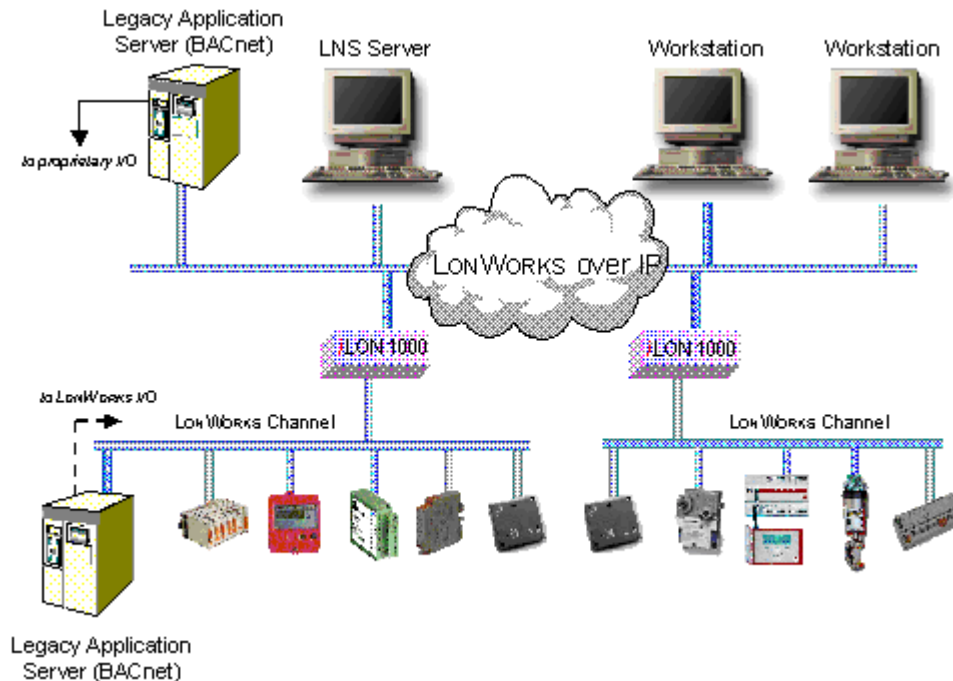 Legacy Application
Server (BACnet)
LNS Server
Workstation
Workstation
to proprietary I/O
LONWORKS over IP
i.LON 1000
i.LON 1000
to LONWORKS I/O
LONWORKS Channel
LONWORKS Channel
Legacy Application
Server (BACnet)